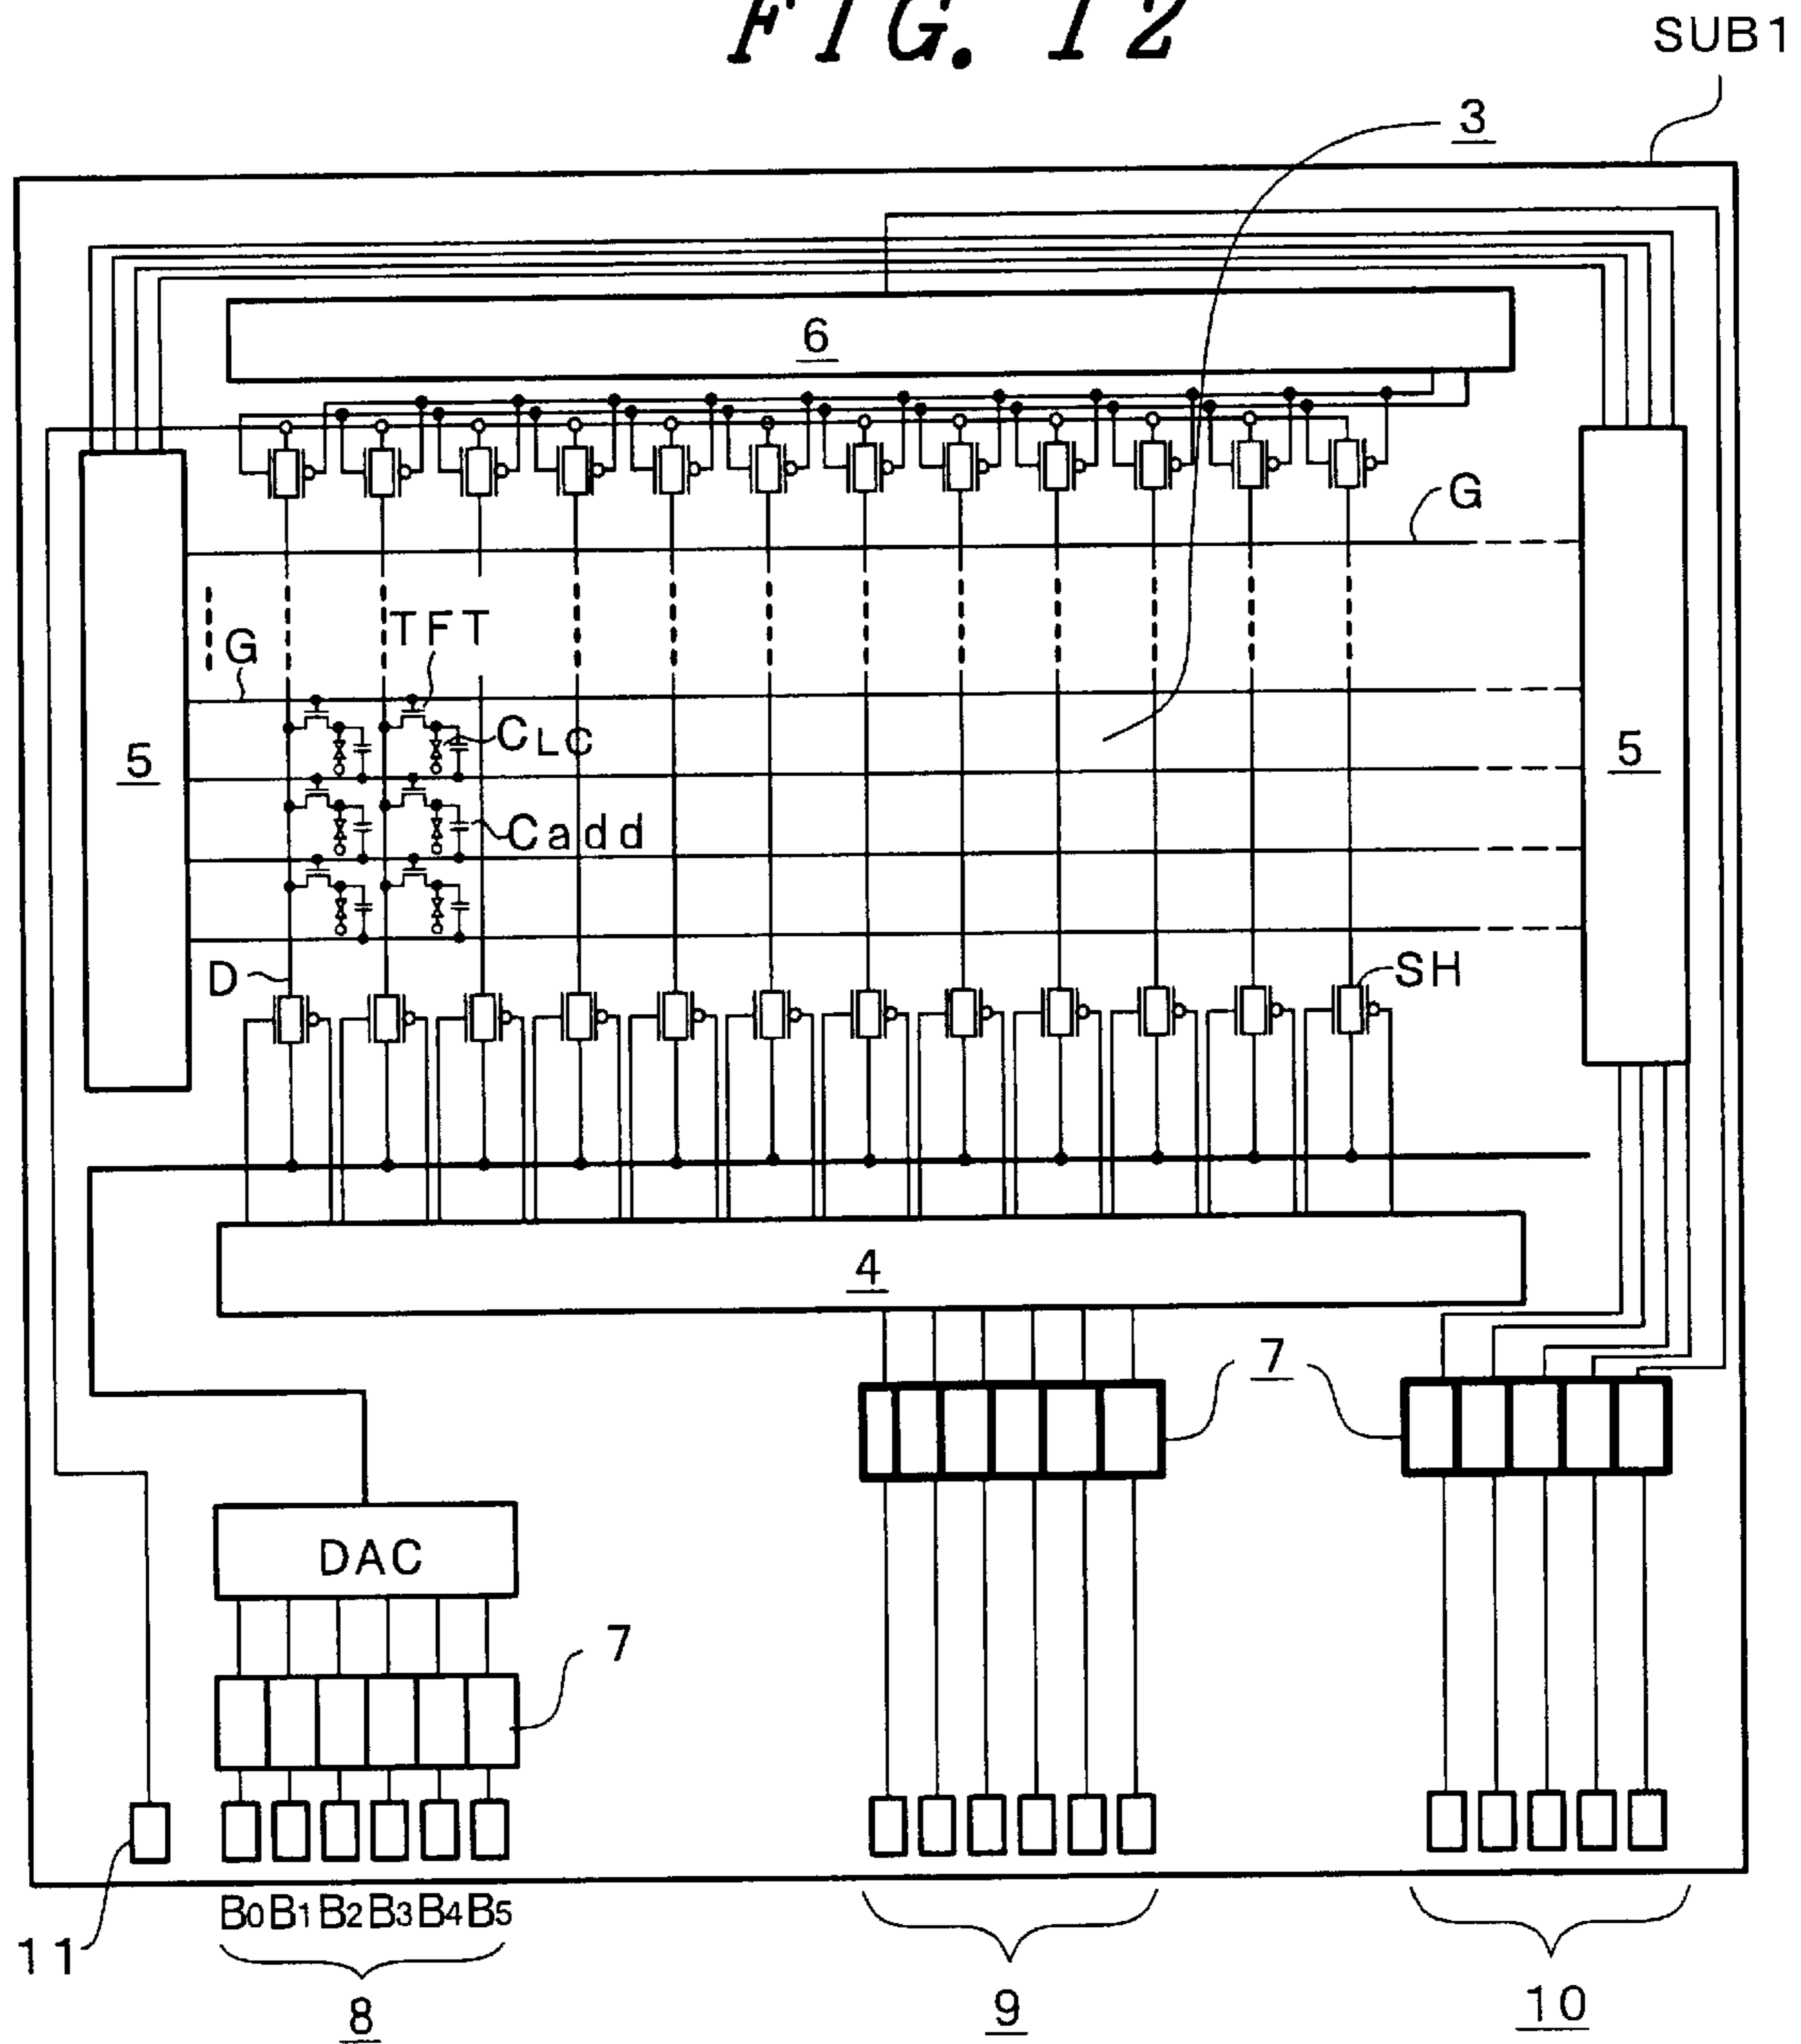 FIG. 12
SUB1
3
6
G
TFT
G
CLC
5
5
Cadd
D
SH
4
7
7
DAC
B0 B1 B2 B3 B4 B5
11
8
9
10